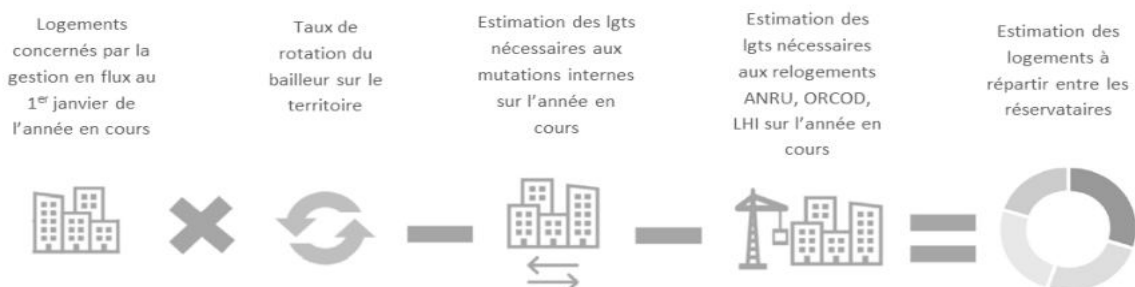 Logements
concernés par la
gestion en flux au
1er janvier de
l'année en cours
Taux de
rotation du
bailleur sur le
territoire
Estimation des lgts
nécessaires aux
mutations internes
sur l'année en
cours
Estimation des
lgts nécessaires
aux relogements
ANRU, ORCOD,
LHI sur l'année en
cours
Estimation des
logements à
répartir entre les
réservataires